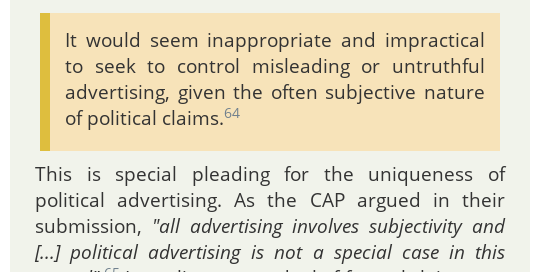 It would seem inappropriate and impractical
to seek to control misleading or untruthful
advertising, given the often subjective nature
of political claims.64
This is special pleading for the uniqueness of
political advertising. As the CAP argued in their
submission, "all advertising involves subjectivity and
[...] political advertising is not a special case in this